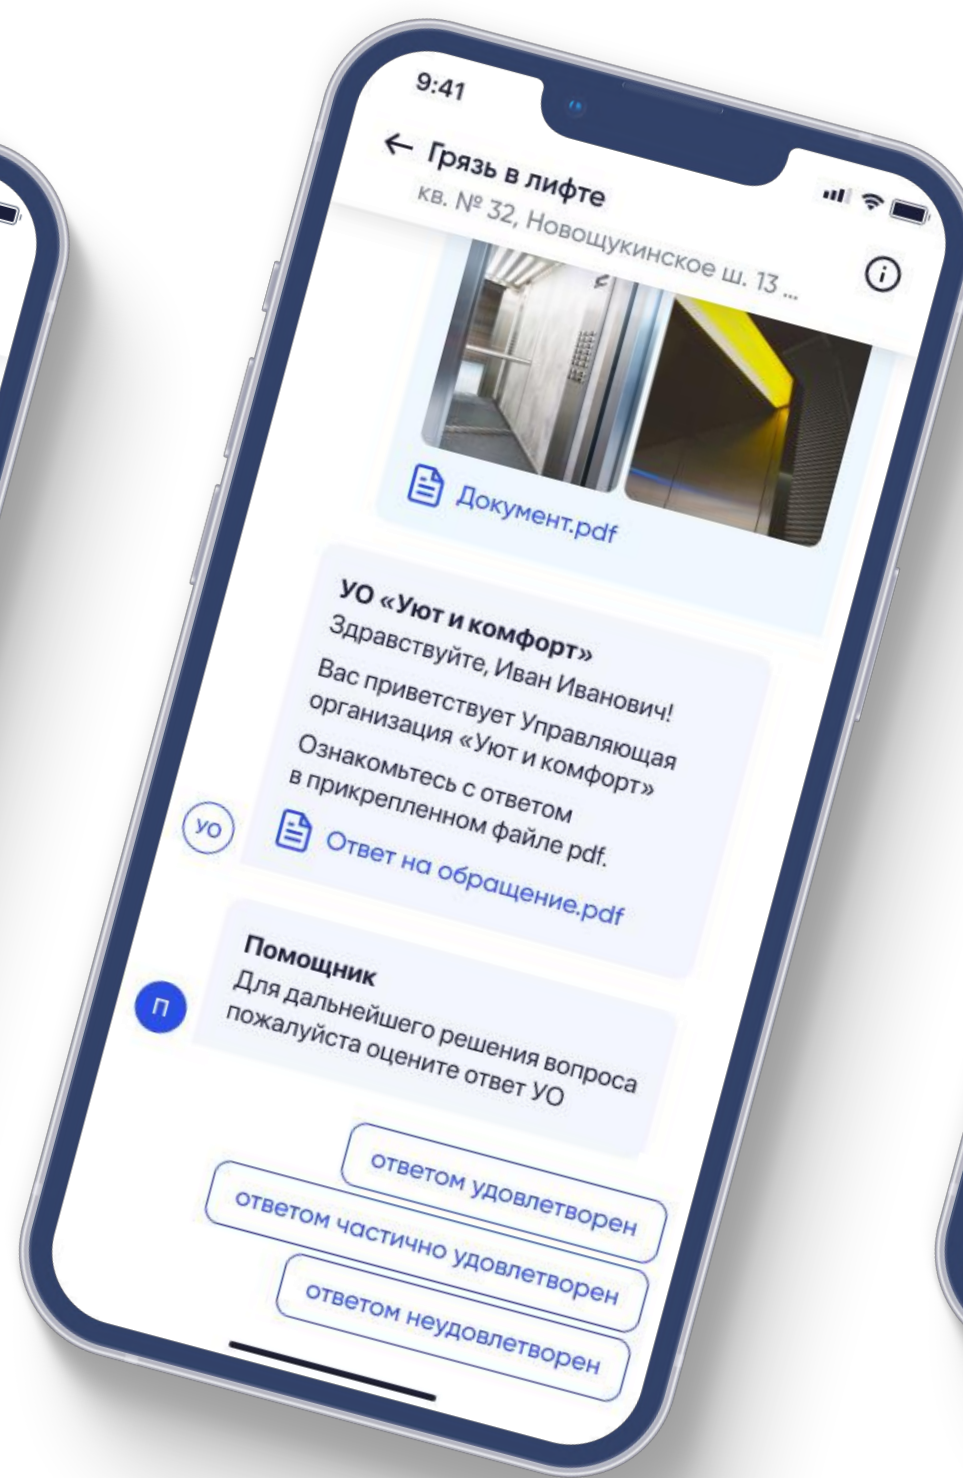 9:41
Грязь в лифте
кв. № 32, Новощукинское ш. 13 ...
Документ.pdf
УО «Уют и комфорт»
Здравствуйте, Иван Иванович!
Вас приветствует Управляющая
организация «Уют и комфорт»
Ознакомьтесь с ответом
в прикрепленном файле pdf.
Ответ на обращение.pdf
УО
Помощник
Для дальнейшего решения вопроса
пожалуйста оцените ответ УО
П
ответом удовлетворен
ответом частично удовлетворен
ответом неудовлетворен